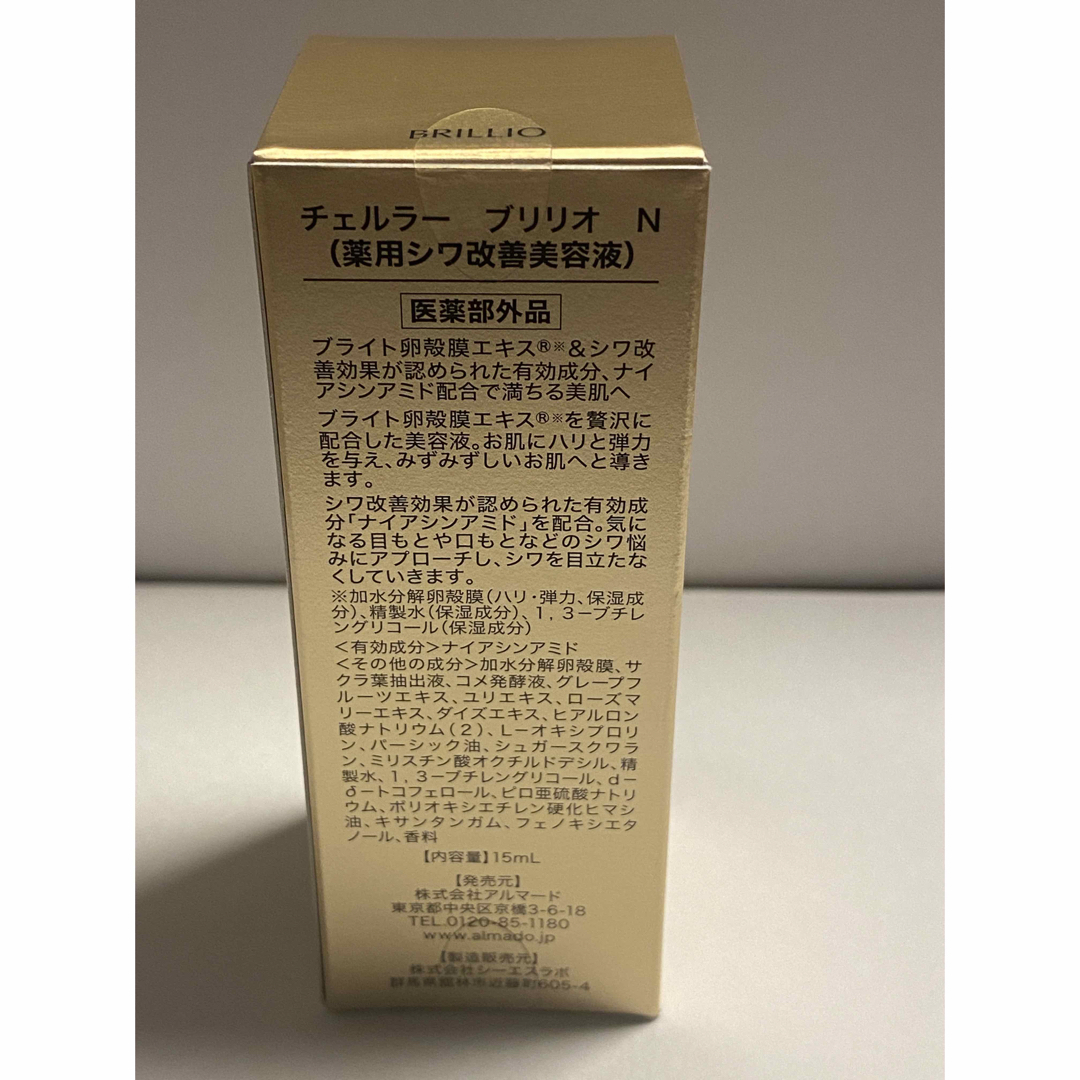 BRILLIO
チェルラー　ブリリオ　N
（薬用シワ改善美容液）
医薬部外品
ブライト卵殻膜エキス®※＆シワ改
善効果が認められた有効成分、ナイ
アシンアミド配合で満ちる美肌へ
ブライト卵殻膜エキス®※を贅沢に
配合した美容液。お肌にハリと弾力
を与え、みずみずしいお肌へと導き
ます。
シワ改善効果が認められた有効成
分「ナイアシンアミド」を配合。気に
なる目もとや口もとなどのシワ悩
みにアプローチし、シワを目立たな
くしていきます。
※加水分解卵殻膜（ハリ・弾力、保湿成
分）、精製水（保湿成分）、1，3－ブチレ
ングリコール（保湿成分）
＜有効成分＞ナイアシンアミド
＜その他の成分＞加水分解卵殻膜、サ
クラ葉抽出液、コメ発酵液、グレープフ
ルーツエキス、ユリエキス、ローズマ
リーエキス、ダイズエキス、ヒアルロン
酸ナトリウム（2）、L－オキシプロリ
ン、パーシック油、シュガースクワラ
ン、ミリスチン酸オクチルドデシル、精
製水、1，3－ブチレングリコール、d－
δ－トコフェロール、ピロ亜硫酸ナトリ
ウム、ポリオキシエチレン硬化ヒマシ
油、キサンタンガム、フェノキシエタ
ノール、香料
【内容量】15mL
【発売元】
株式会社アルマード
東京都中央区京橋3-6-18
TEL.0120-85-1180
www.almado.jp
【製造販売元】
株式会社シーエスラボ
群馬県館林市近藤町605-4